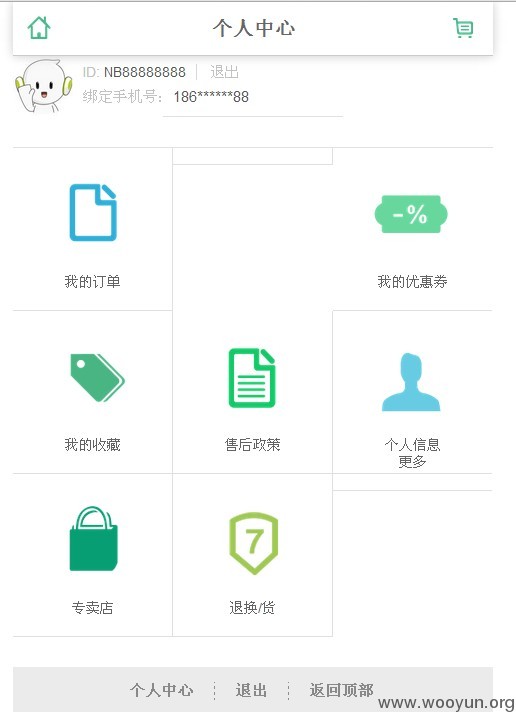 个人中心
ID: NB88888888 退出
绑定手机号: 186******88
-%
我的订单
我的优惠券
我的收藏
售后政策
个人信息
更多
7
专卖店
退换/货
个人中心 退出 返回顶部
www.wooyun.org